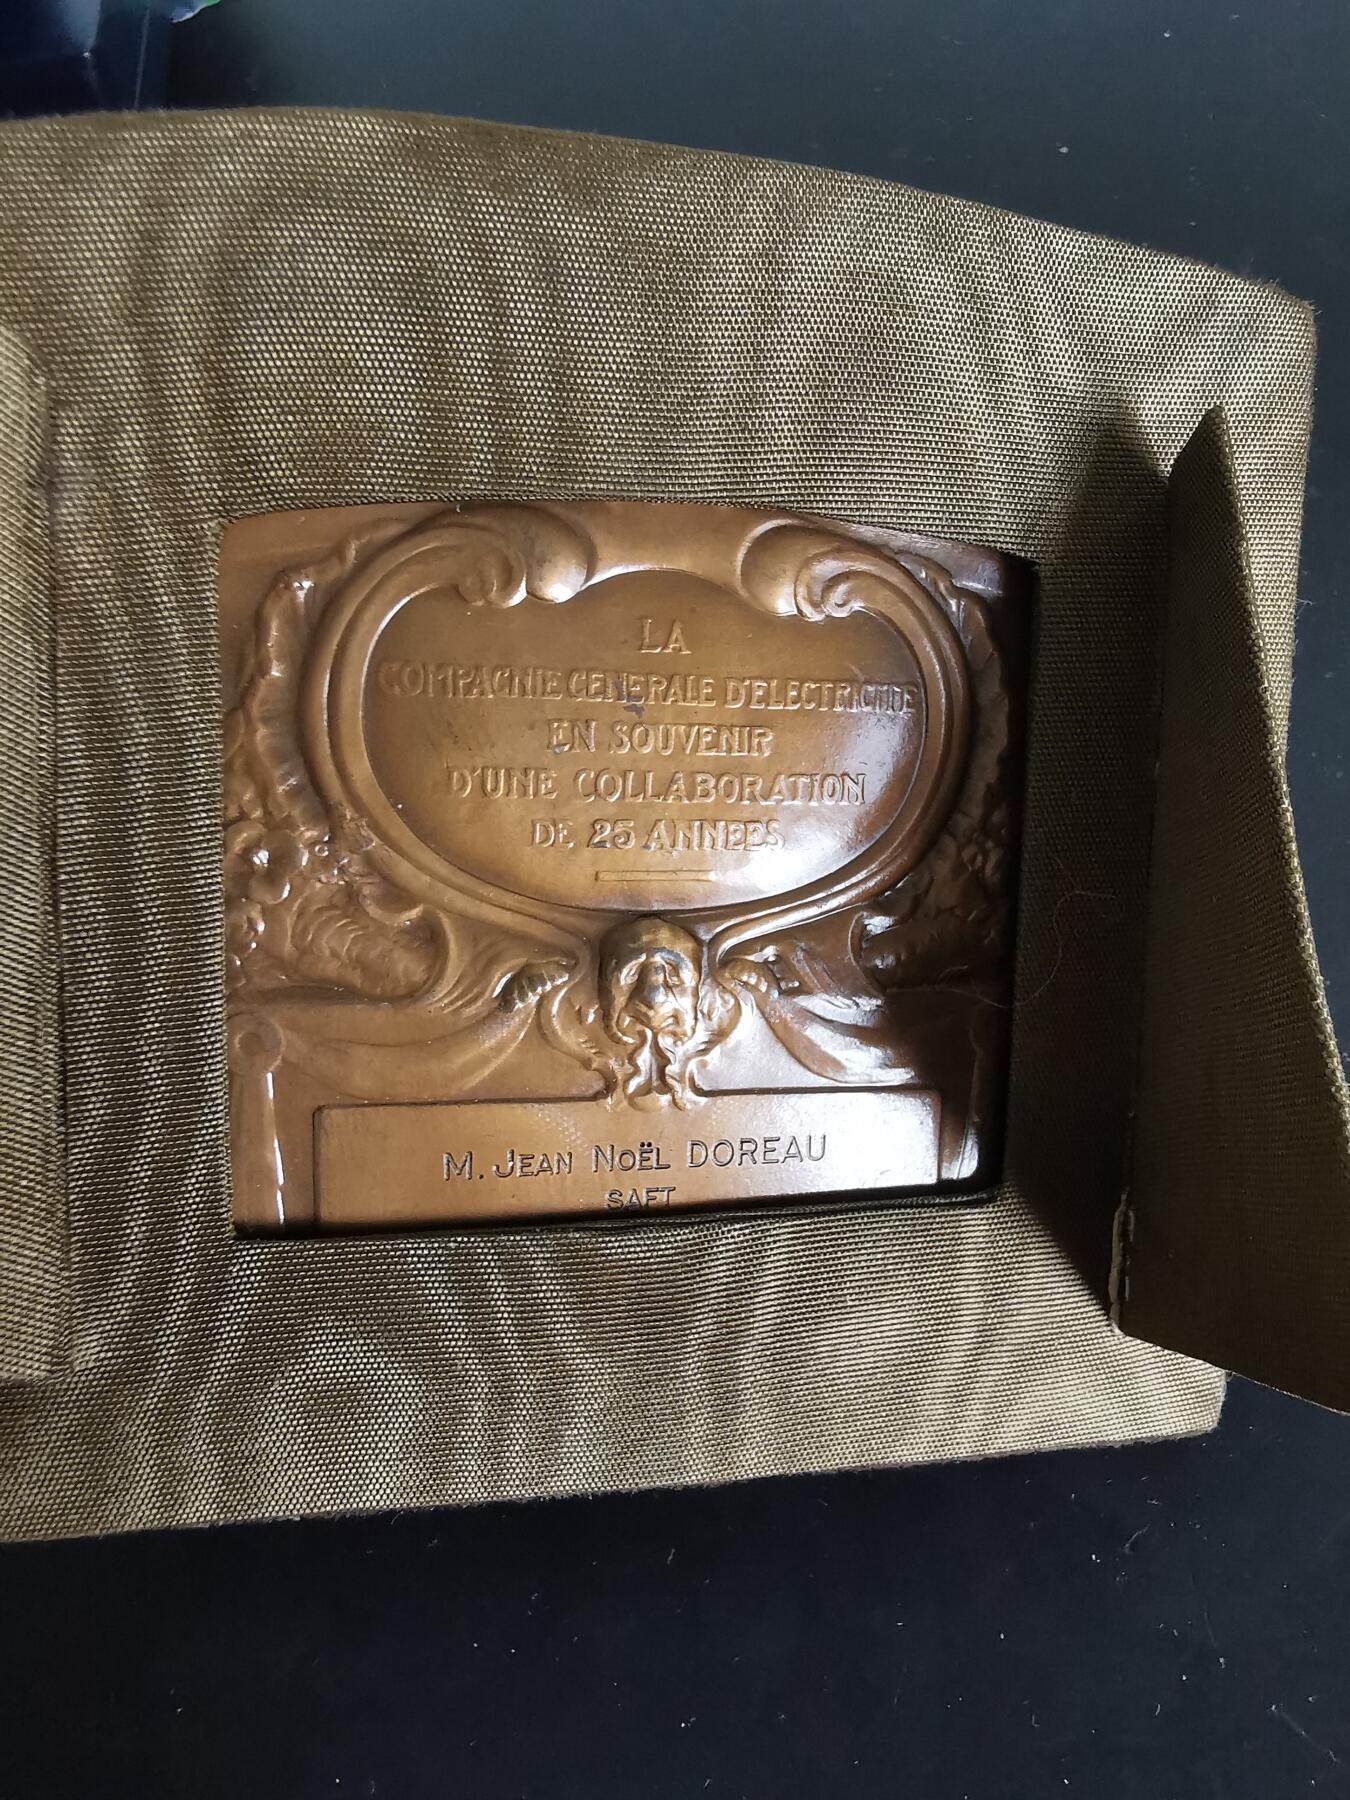 LA
COMPAGNIE GENERALE D'ELECTRICITE
EN SOUVENIR
D'UNE COLLABORATION
DE 25 ANNEES
M. JEAN NOËL DOREAU
SAFT